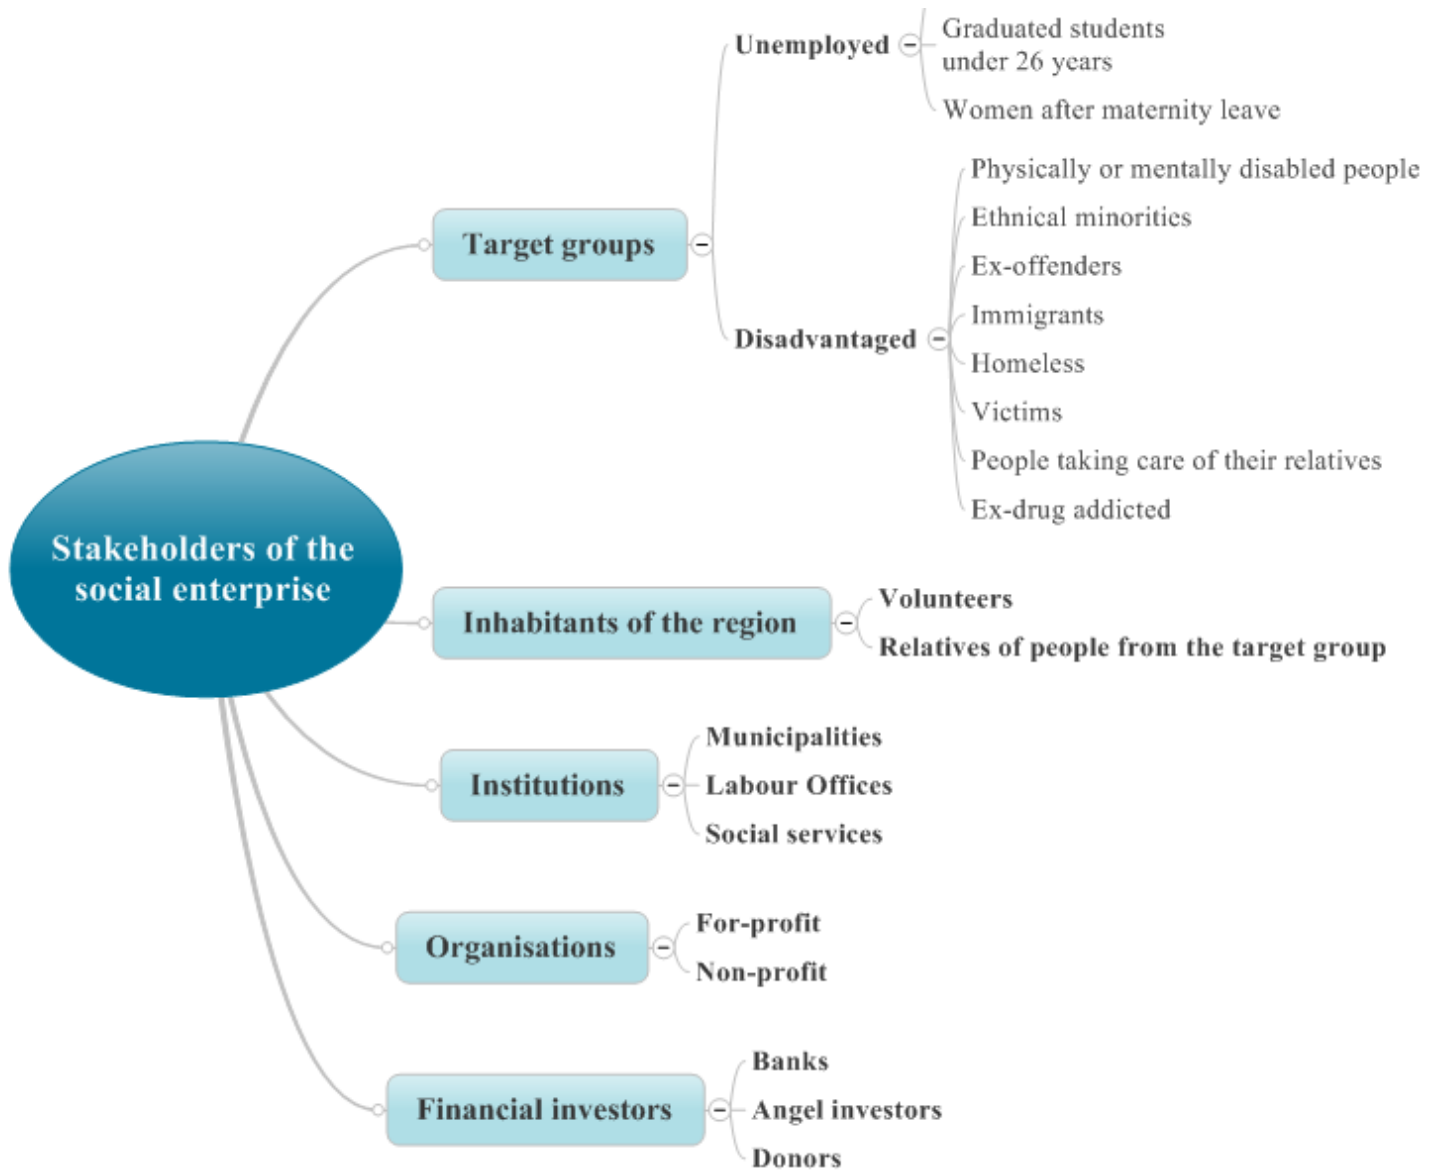 Unemployed
Graduated students
under 26 years
Women after maternity leave
Target groups
Disadvantaged
Physically or mentally disabled people
Ethnical minorities
Ex-offenders
Immigrants
Homeless
Victims
People taking care of their relatives
Ex-drug addicted
Stakeholders of the
social enterprise
Inhabitants of the region
Volunteers
Relatives of people from the target group
Institutions
Municipalities
Labour Offices
Social services
Organisations
For-profit
Non-profit
Financial investors
Banks
Angel investors
Donors